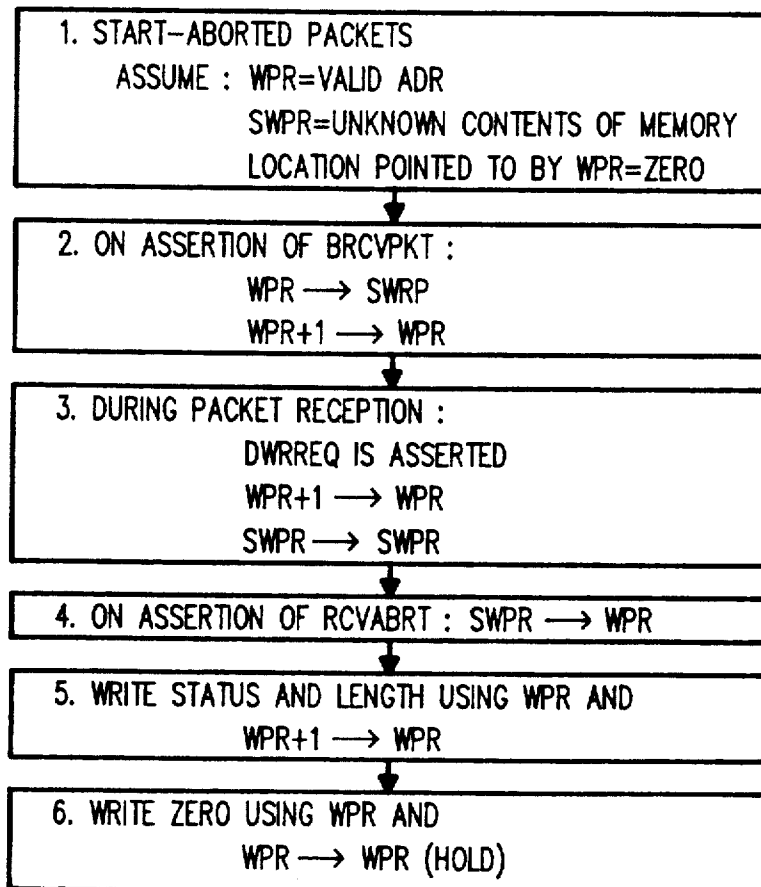 1. START-ABORTED PACKETS
ASSUME : WPR=VALID ADR
SWPR=UNKNOWN CONTENTS OF MEMORY
LOCATION POINTED TO BY WPR=ZERO
2. ON ASSERTION OF BRCVPKT :
WPR → SWRP
WPR+1 → WPR
3. DURING PACKET RECEPTION :
DWRREQ IS ASSERTED
WPR+1 → WPR
SWPR → SWPR
4. ON ASSERTION OF RCVABRT : SWPR → WPR
5. WRITE STATUS AND LENGTH USING WPR AND
WPR+1 → WPR
6. WRITE ZERO USING WPR AND
WPR → WPR (HOLD)